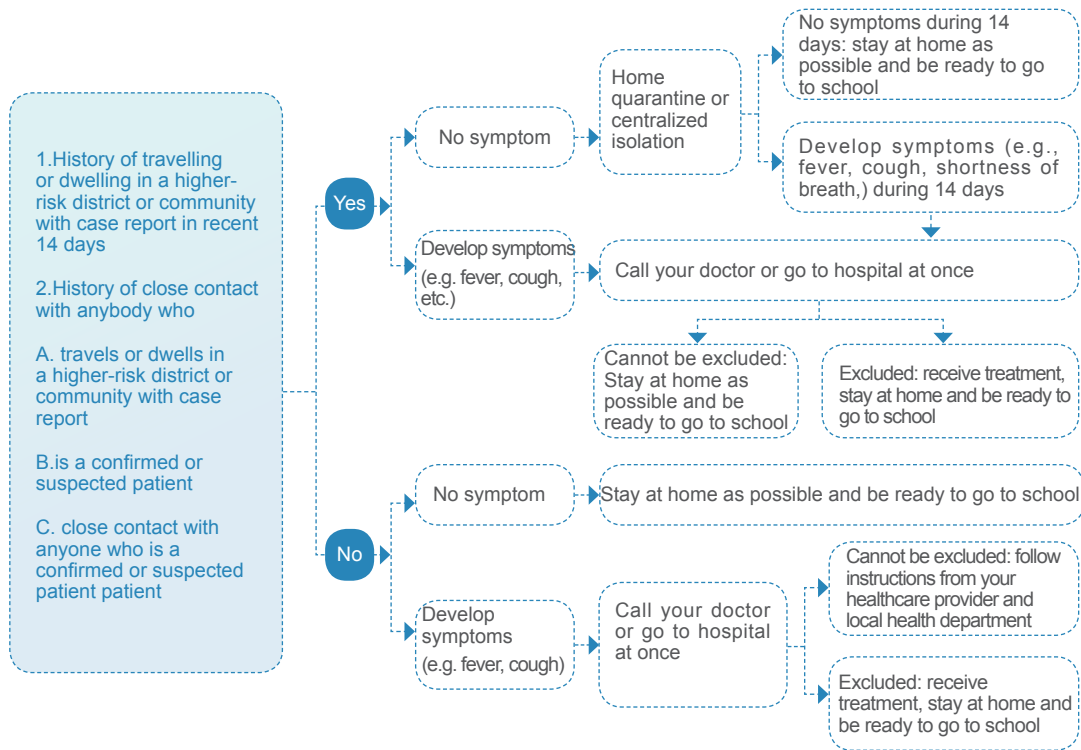 1.History of travelling
or dwelling in a higher-
risk district or community
with case report in recent
14 days
2.History of close contact
with anybody who
A. travels or dwells in
a higher-risk district or
community with case
report
B.is a confirmed or
suspected patient
C. close contact with
anyone who is a
confirmed or suspected
patient patient
Yes
No symptom
Home
quarantine or
centralized
isolation
No symptoms during 14
days: stay at home as
possible and be ready to go
to school
Develop symptoms (e.g.,
fever, cough, shortness of
breath,) during 14 days
Develop symptoms
(e.g. fever, cough,
etc.)
Call your doctor or go to hospital at once
Cannot be excluded:
Stay at home as
possible and be
ready to go to school
Excluded: receive treatment,
stay at home and be ready to
go to school
No
No symptom
Stay at home as possible and be ready to go to school
Develop
symptoms
(e.g. fever, cough)
Call your doctor
or go to hospital
at once
Cannot be excluded: follow
instructions from your
healthcare provider and
local health department
Excluded: receive
treatment, stay at home and
be ready to go to school